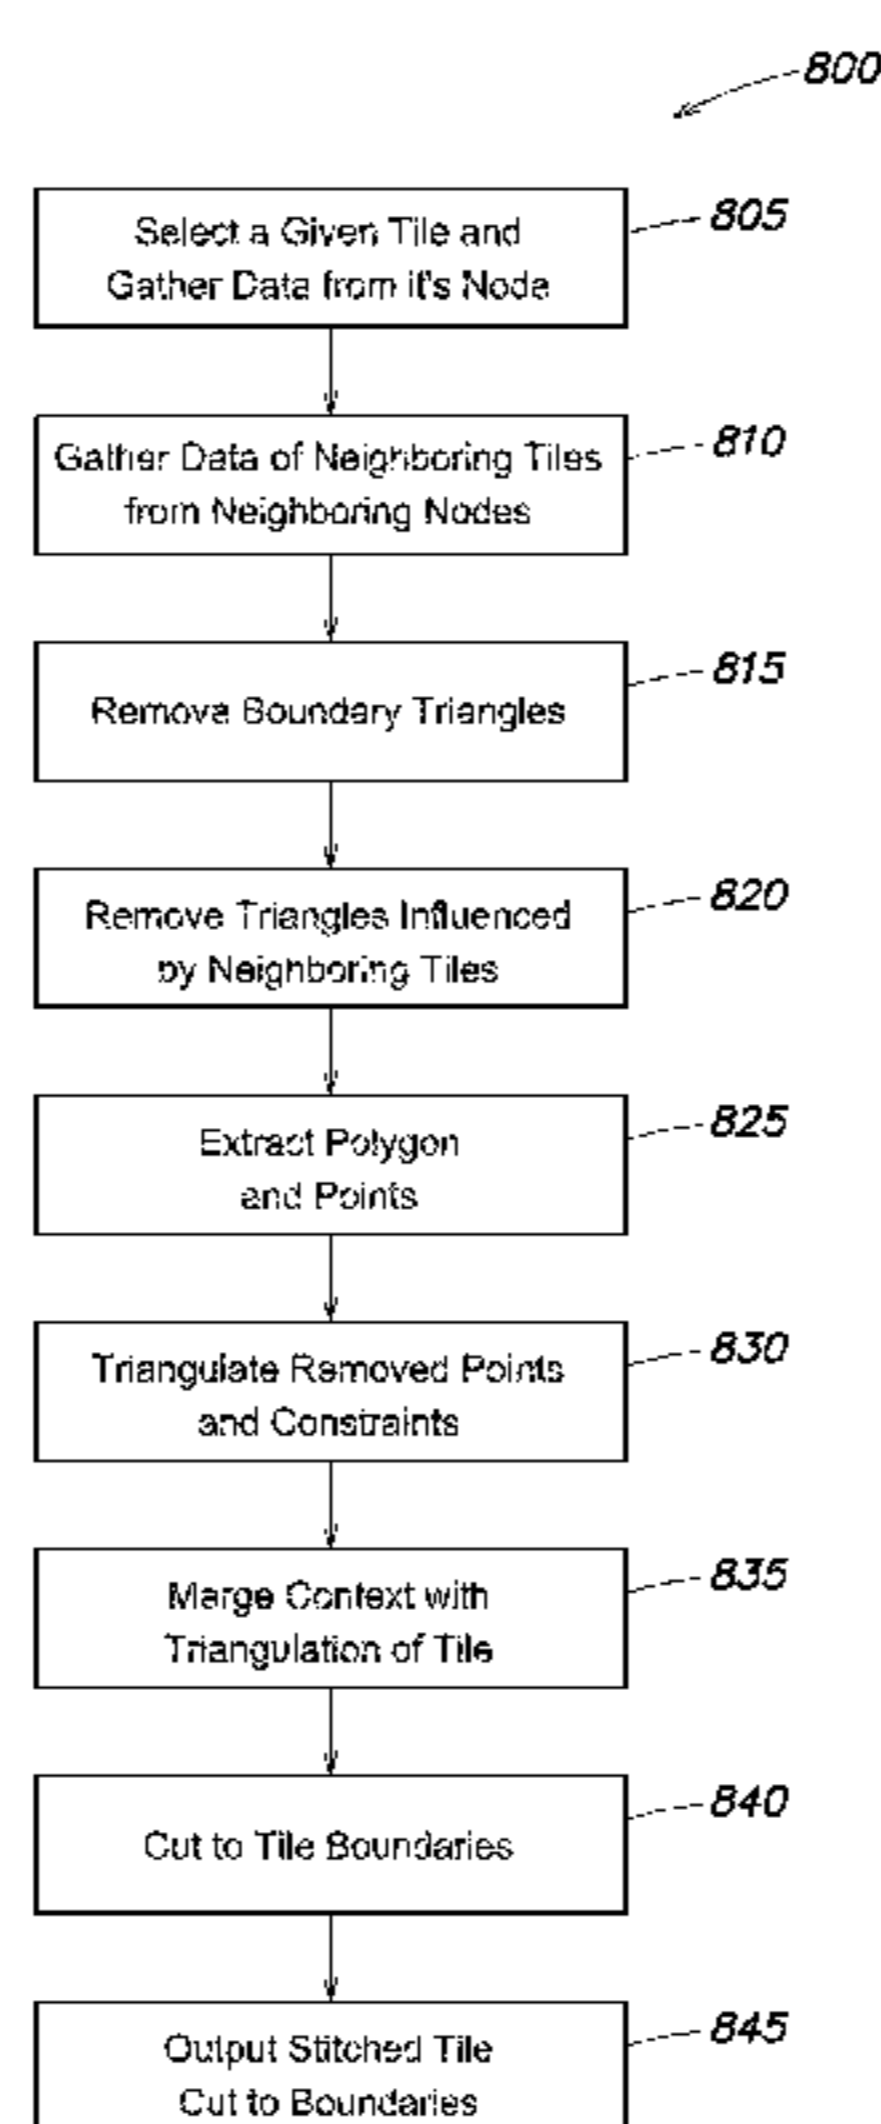 800
Select a Given Tile and
Gather Data from it's Node
805
Gather Data of Neighboring Tiles
from Neighboring Nodes
810
Remove Boundary Triangles
815
Remove Triangles Influenced
by Neighboring Tiles
820
Extract Polygon
and Points
825
Triangulate Removed Points
and Constraints
830
Merge Context with
Triangulation of Tile
835
Cut to Tile Boundaries
840
Output Stitched Tile
Cut to Boundaries
845